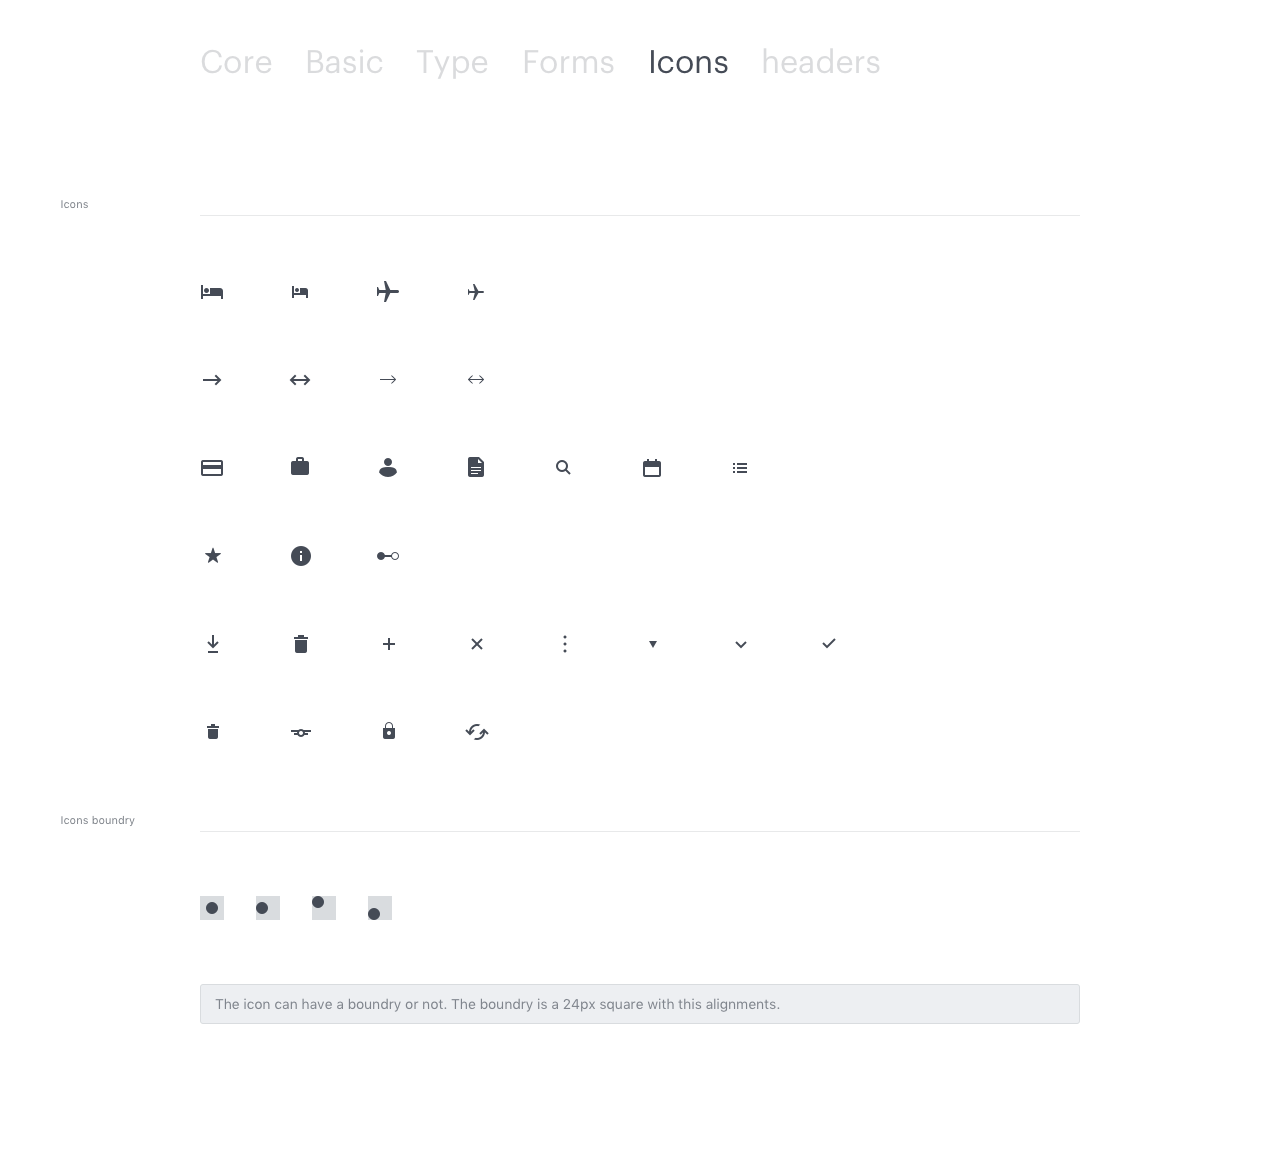 Core Basic Type Forms Icons headers
Icons
Icons boundry
The icon can have a boundry or not. The boundry is a 24px square with this alignments.